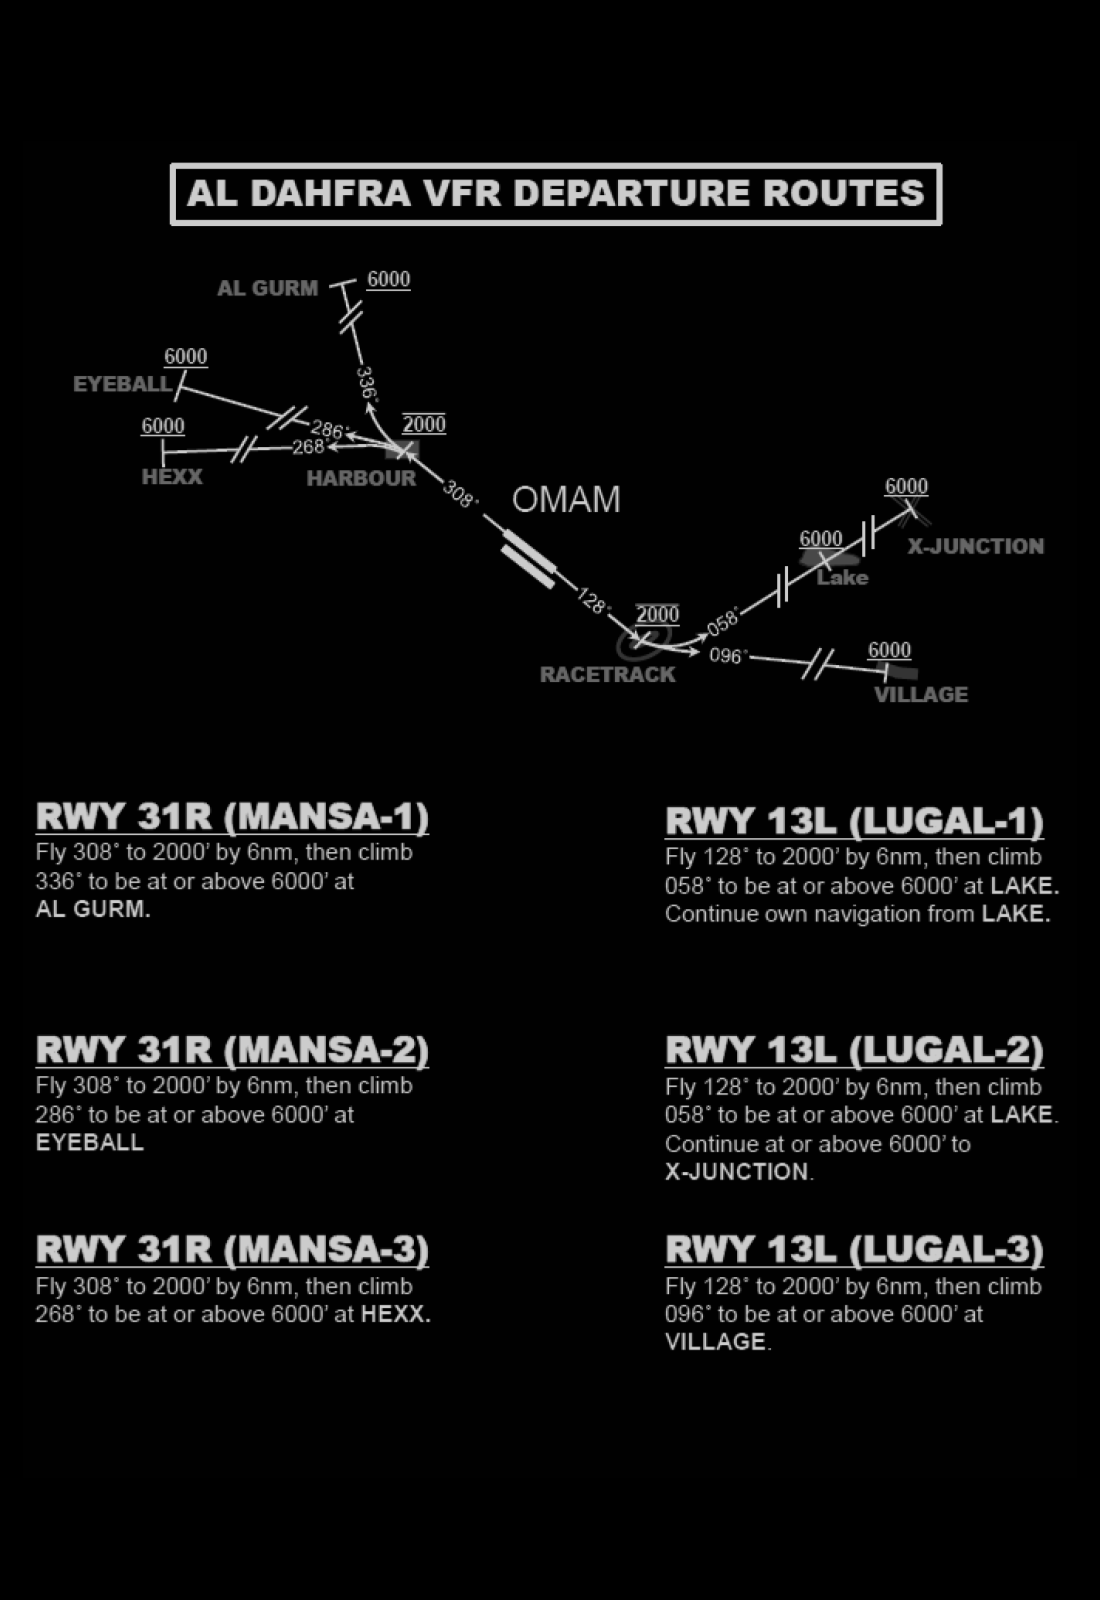 AL DAHFRA VFR DEPARTURE ROUTES
AL GURM
6000
6000
EYEBALL
336°
6000
286°
2000
268°
HEXX
HARBOUR
308°
OMAM
6000
6000
X-JUNCTION
Lake
128°
2000
058°
6000
096°
RACETRACK
VILLAGE
RWY 31R (MANSA-1)
Fly 308° to 2000’ by 6nm, then climb
336° to be at or above 6000’ at
AL GURM.
RWY 13L (LUGAL-1)
Fly 128° to 2000’ by 6nm, then climb
058° to be at or above 6000’ at LAKE.
Continue own navigation from LAKE.
RWY 31R (MANSA-2)
Fly 308° to 2000’ by 6nm, then climb
286° to be at or above 6000’ at
EYEBALL
RWY 13L (LUGAL-2)
Fly 128° to 2000’ by 6nm, then climb
058° to be at or above 6000’ at LAKE.
Continue at or above 6000’ to
X-JUNCTION.
RWY 31R (MANSA-3)
Fly 308° to 2000’ by 6nm, then climb
268° to be at or above 6000’ at HEXX.
RWY 13L (LUGAL-3)
Fly 128° to 2000’ by 6nm, then climb
096° to be at or above 6000’ at
VILLAGE.